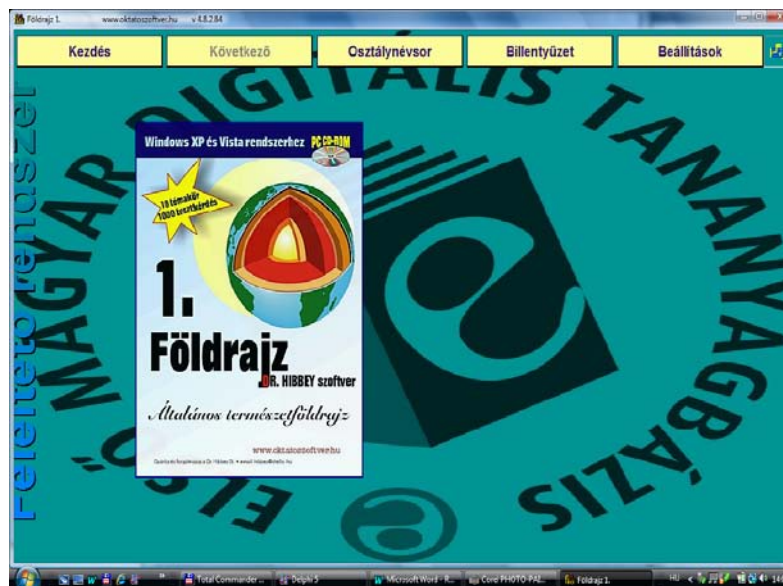 Földrajz 1. www.oktatoszoftver.hu v 4.8.2.84
Kezdés Következő Osztálynévsor Billentyűzet Beállítások
Feleltető rendszer
ELSŐ MAGYAR DIGITÁLIS TANANYAGBÁZIS
Windows XP és Vista rendszerhez PC CD-ROM
18 témakör
1000 tesztkérdés
1.
Földrajz
DR. HIBBEY szoftver
Általános természetföldrajz
www.oktatoszoftver.hu
Total Commander ... Delphi 5 Microsoft Word - R... Corel PHOTO-PAI... Földrajz 1. HU